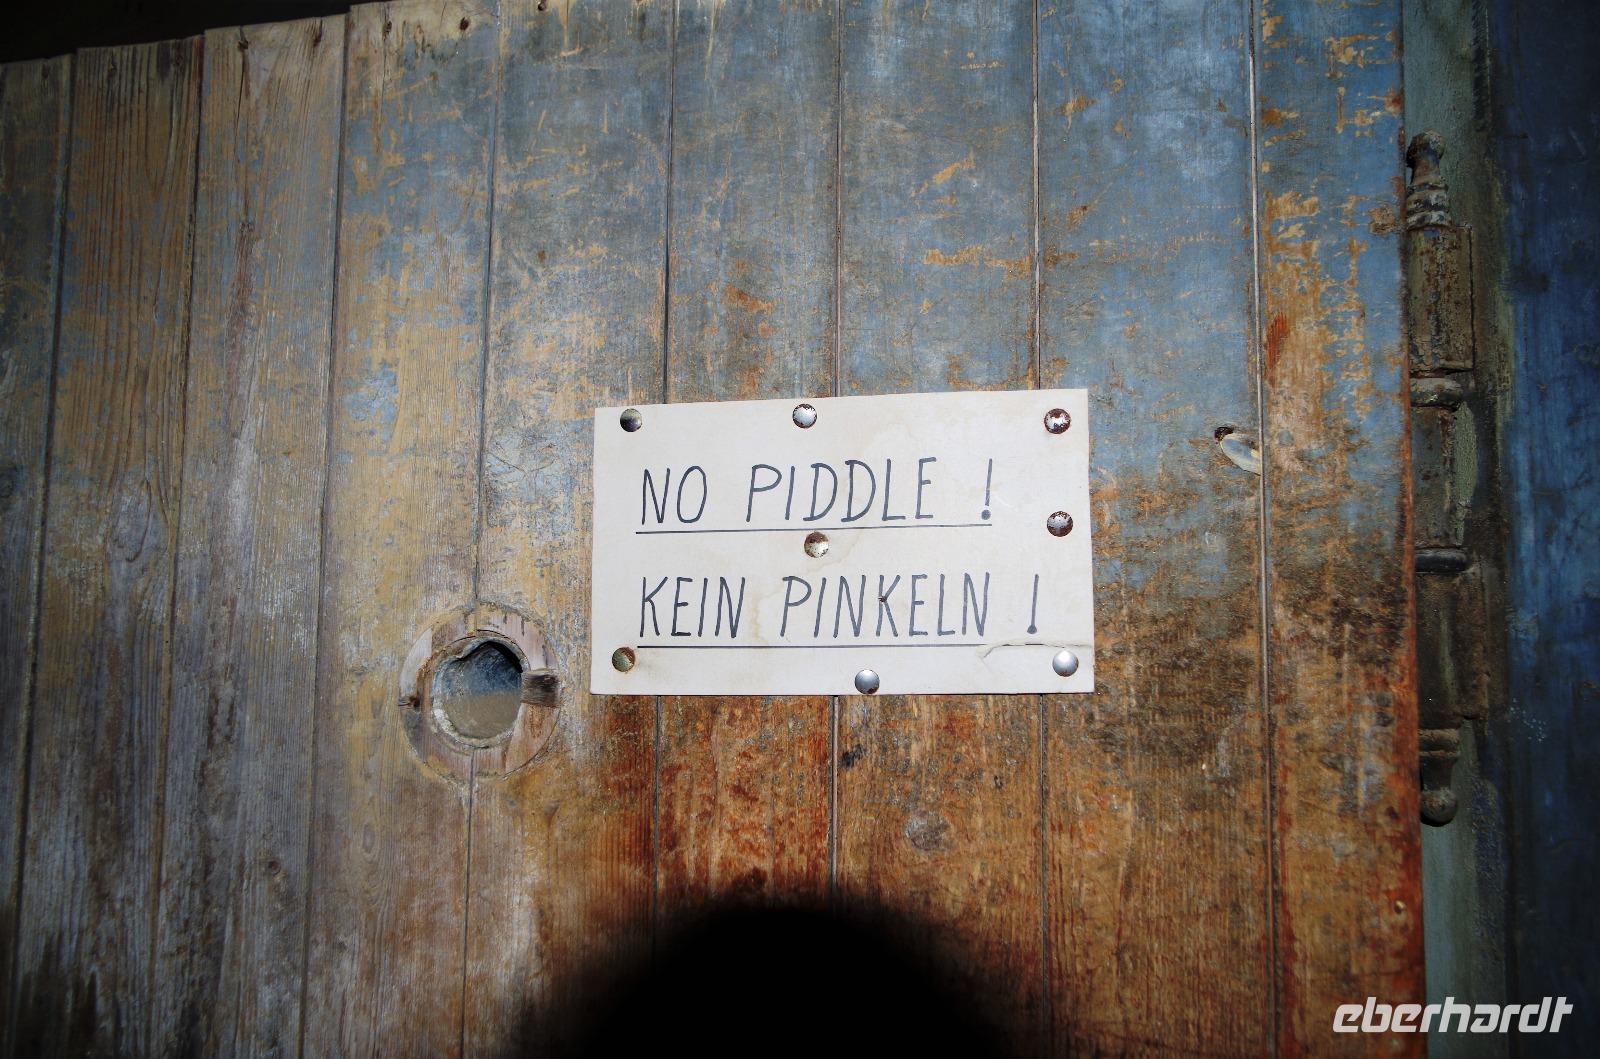 NO PIDDLE !
KEIN PINKELN !
eberhardt